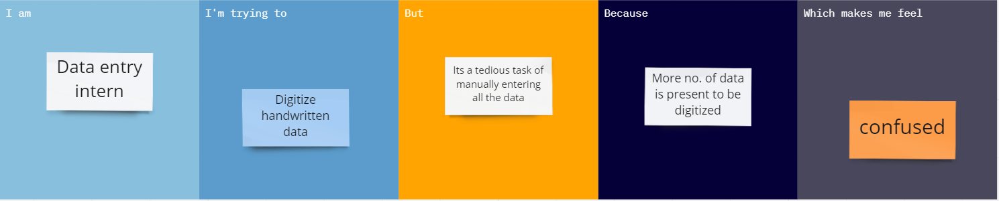 I am
Data entry
intern
I'm trying to
Digitize
handwritten
data
But
Its a tedious task of
manually entering
all the data
Because
More no. of data
is present to be
digitized
Which makes me feel
confused